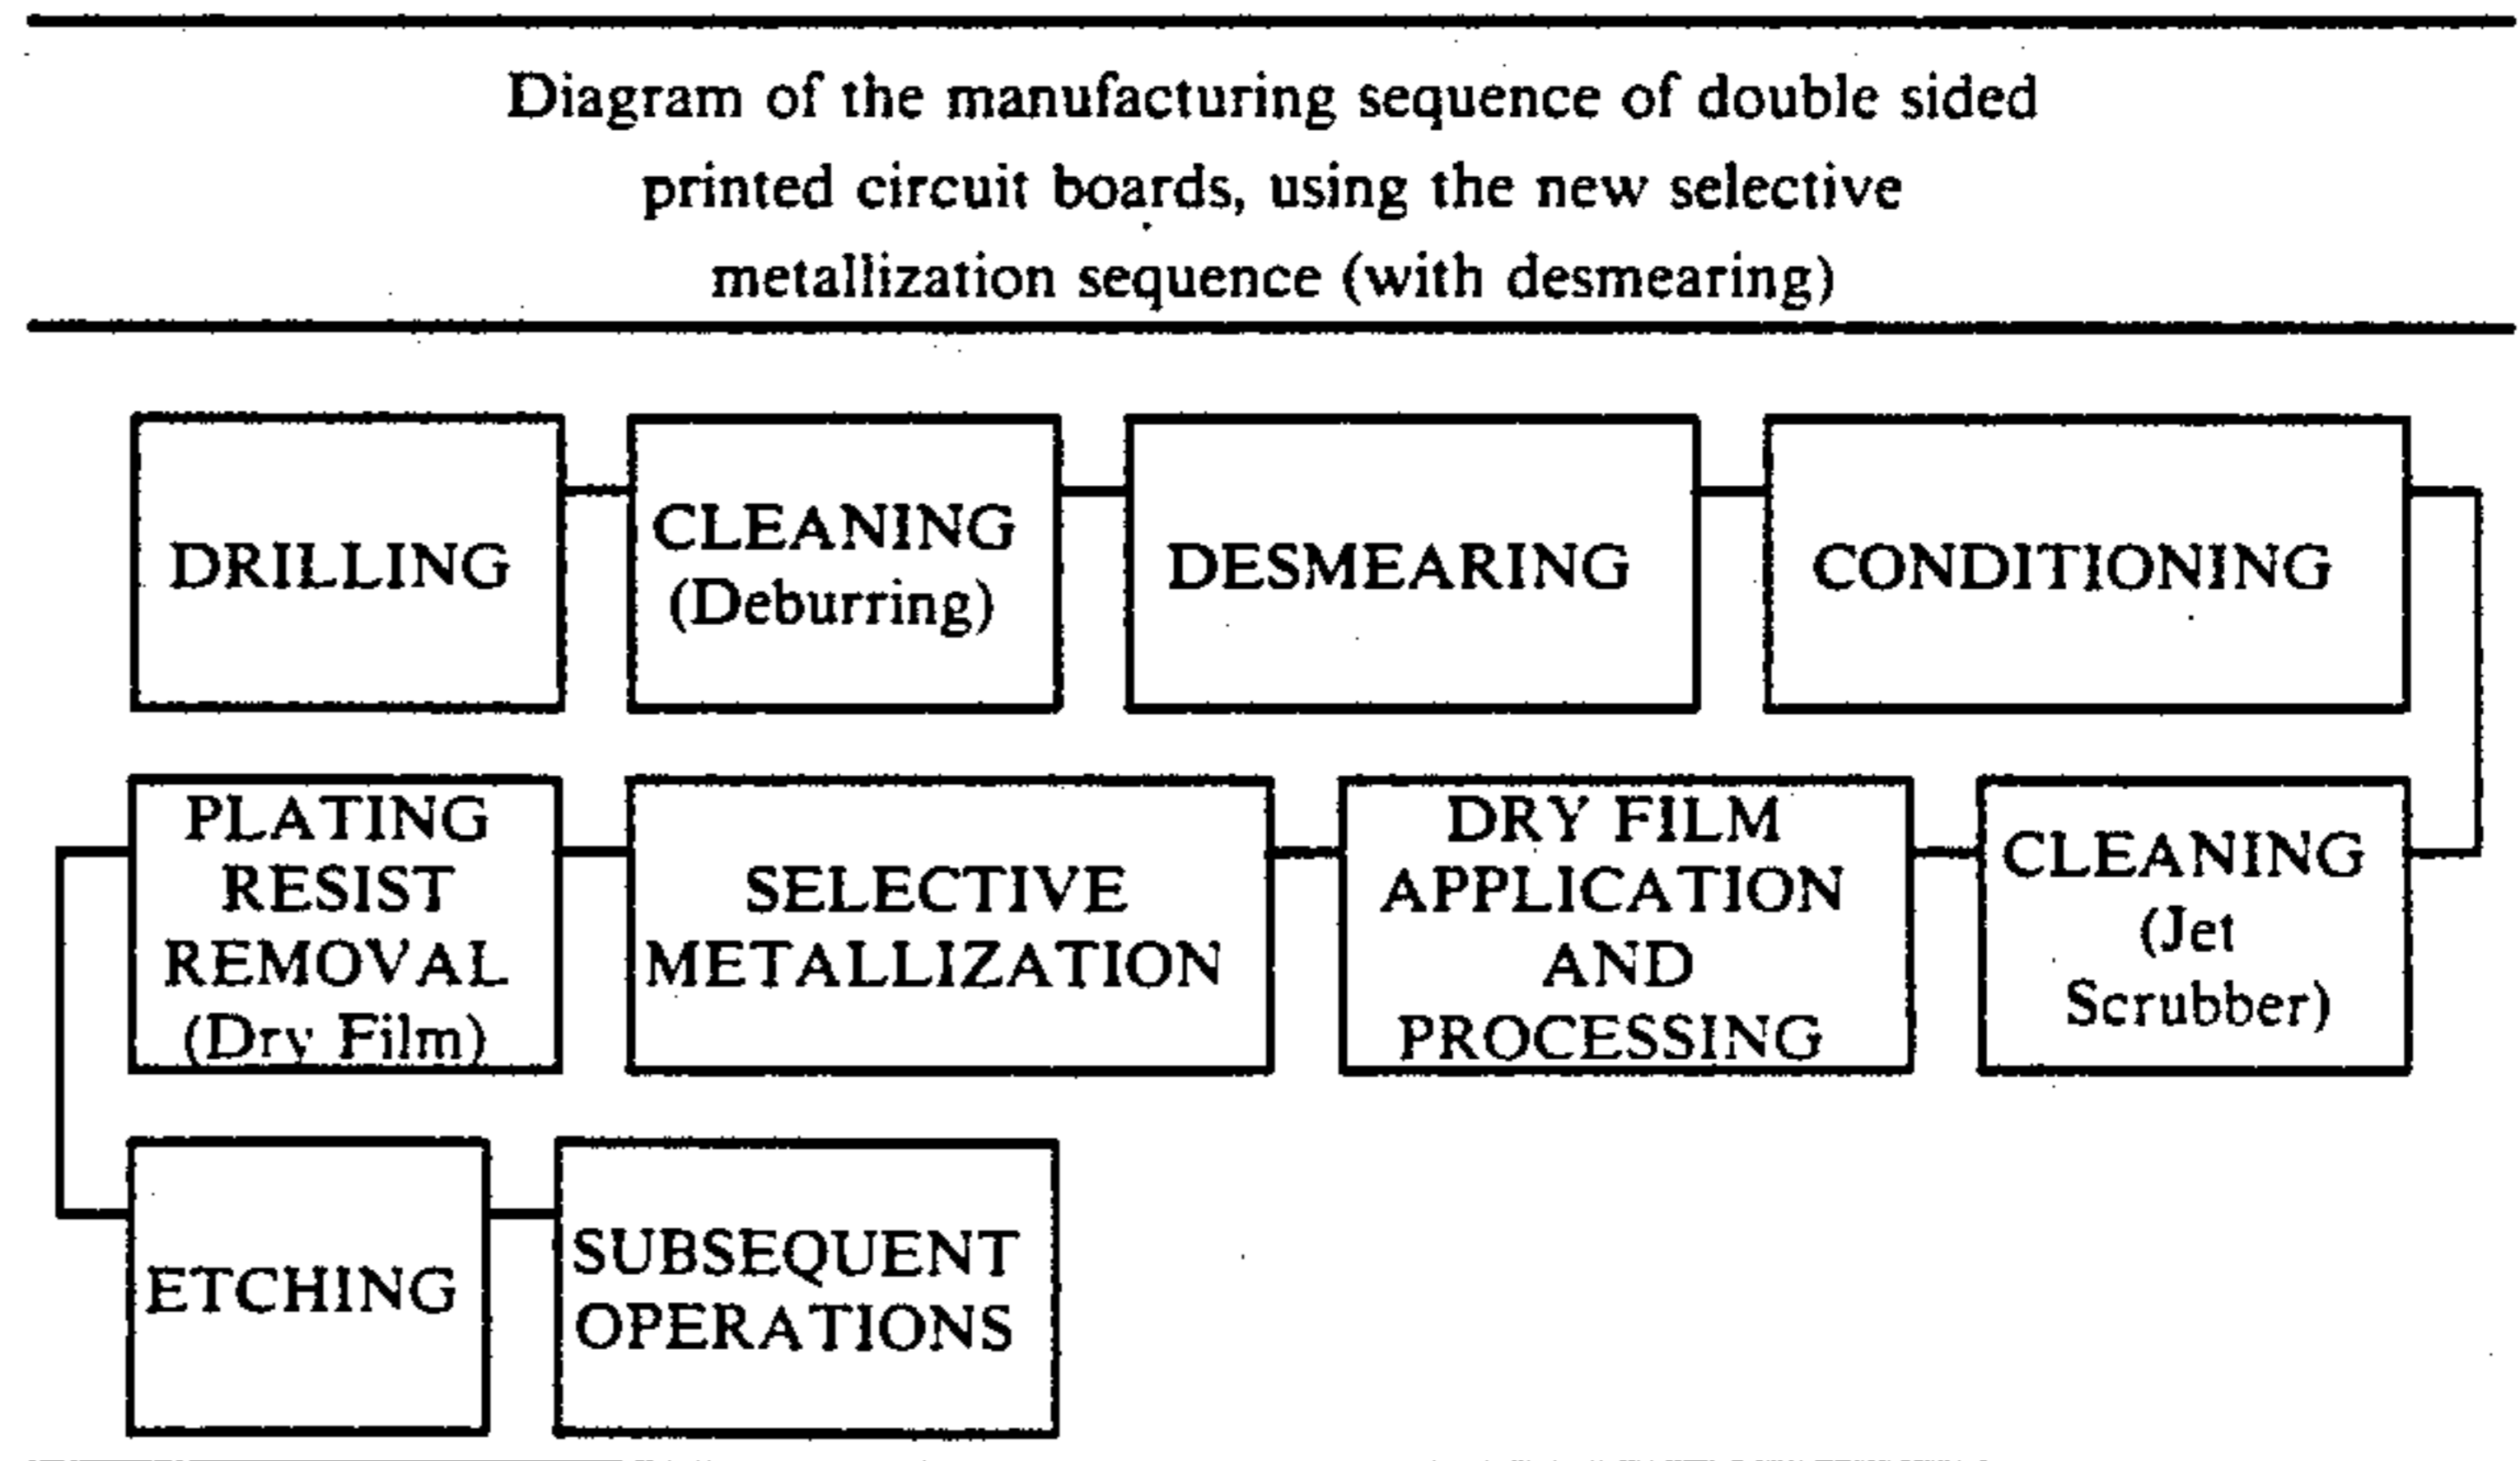 Diagram of the manufacturing sequence of double sided
printed circuit boards, using the new selective
metallization sequence (with desmearing)
DRILLING
CLEANING
(Deburring)
DESMEARING
CONDITIONING
PLATING
RESIST
REMOVAL
(Dry Film)
SELECTIVE
METALLIZATION
DRY FILM
APPLICATION
AND
PROCESSING
CLEANING
(Jet
Scrubber)
ETCHING
SUBSEQUENT
OPERATIONS